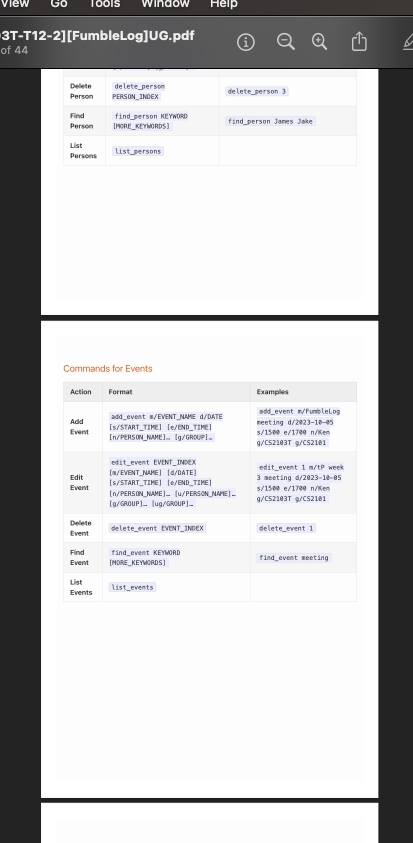 View Go Tools Window Help
03T-T12-2][FumbleLog]UG.pdf
of 44
Delete Person
delete_person PERSON_INDEX
delete_person 3
Find Person
find_person KEYWORD [MORE_KEYWORDS]
find_person James Jake
List Persons
list_persons
Commands for Events
Action Format Examples
Add Event
add_event m/EVENT_NAME d/DATE
[s/START_TIME] [e/END_TIME]
[n/PERSON_NAME]… [g/GROUP]…
add_event m/FumbleLog
meeting d/2023-10-05
s/1500 e/1700 n/Ken
g/CS2103T g/CS2101
Edit Event
edit_event EVENT_INDEX
[m/EVENT_NAME] [d/DATE]
[s/START_TIME] [e/END_TIME]
[n/PERSON_NAME]… [u/PERSON_NAME]…
[g/GROUP]… [ug/GROUP]…
edit_event 1 m/tP week
3 meeting d/2023-10-05
s/1500 e/1700 n/Ken
g/CS2103T g/CS2101
Delete Event
delete_event EVENT_INDEX
delete_event 1
Find Event
find_event KEYWORD
[MORE_KEYWORDS]
find_event meeting
List Events
list_events